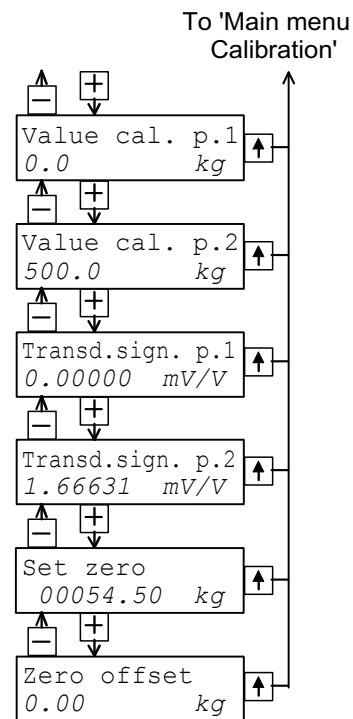 To 'Main menu
Calibration'
Value cal. p.1
0.0 kg
Value cal. p.2
500.0 kg
Transd.sign. p.1
0.00000 mV/V
Transd.sign. p.2
1.66631 mV/V
Set zero
00054.50 kg
Zero offset
0.00 kg